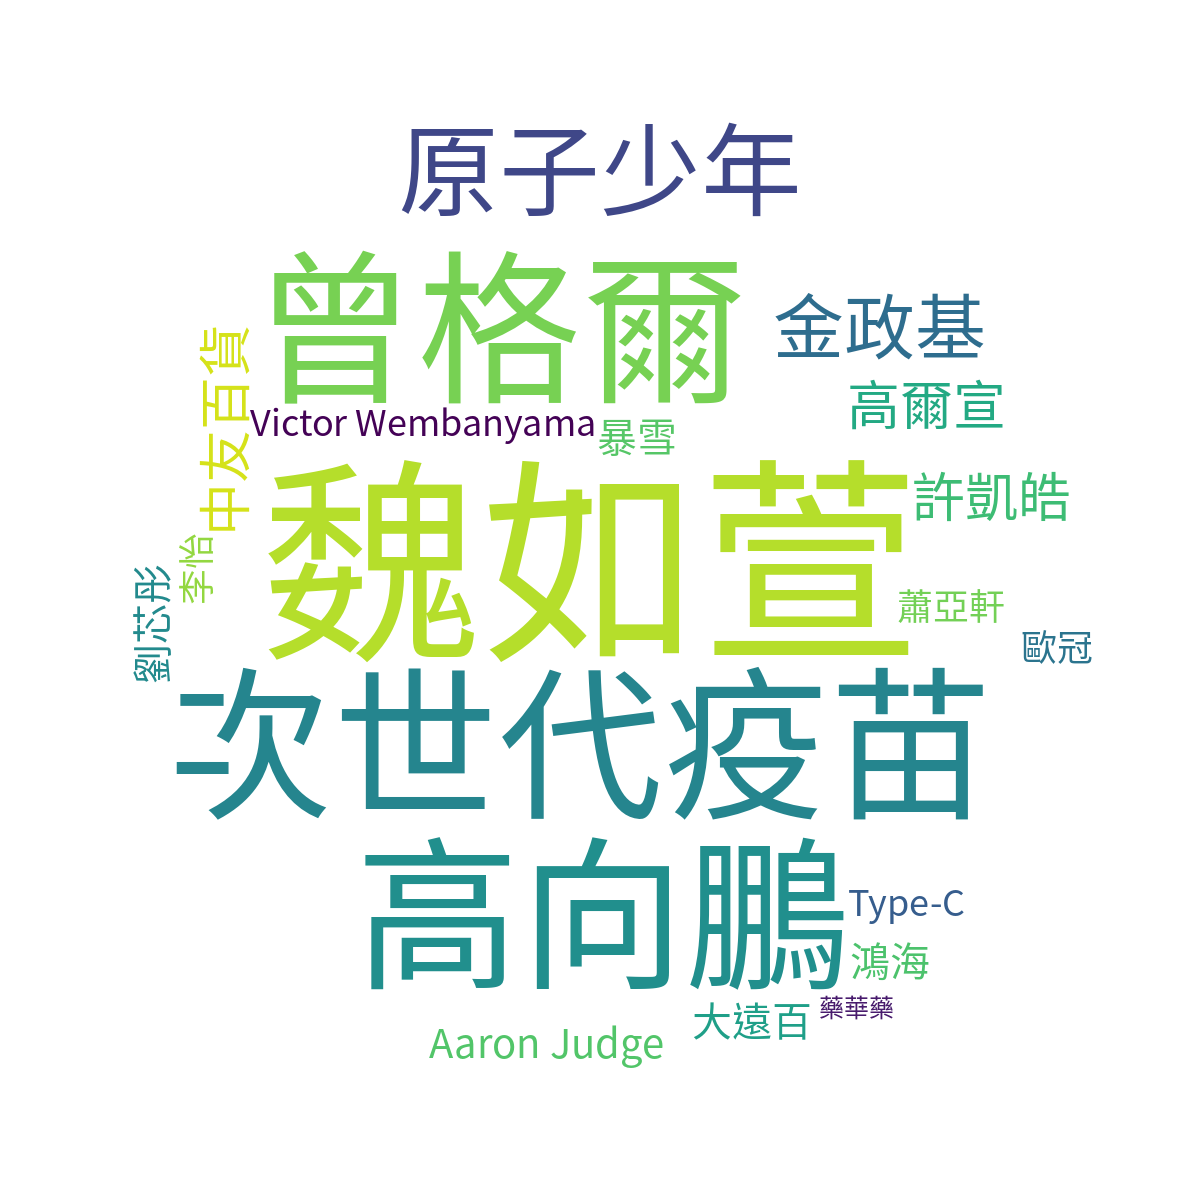 原子少年
曾格爾
金政基
高爾宣
中友百貨
Victor Wembanyama
暴雪
魏如萱
許凱皓
李怡
劉芯彤
蕭亞軒
歐冠
次世代疫苗
高向鵬
Type-C
鴻海
大遠百
藥華藥
Aaron Judge